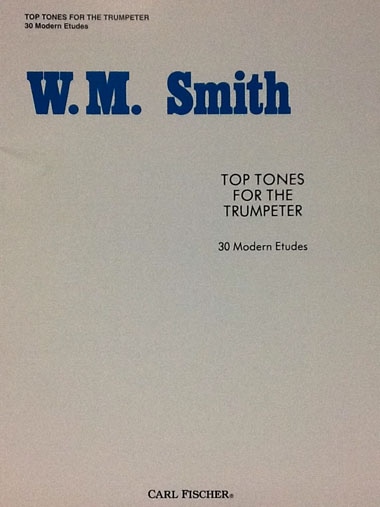 TOP TONES FOR THE TRUMPETER
30 Modern Etudes
W.M. Smith
TOP TONES
FOR THE
TRUMPETER
30 Modern Etudes
CARL FISCHER®